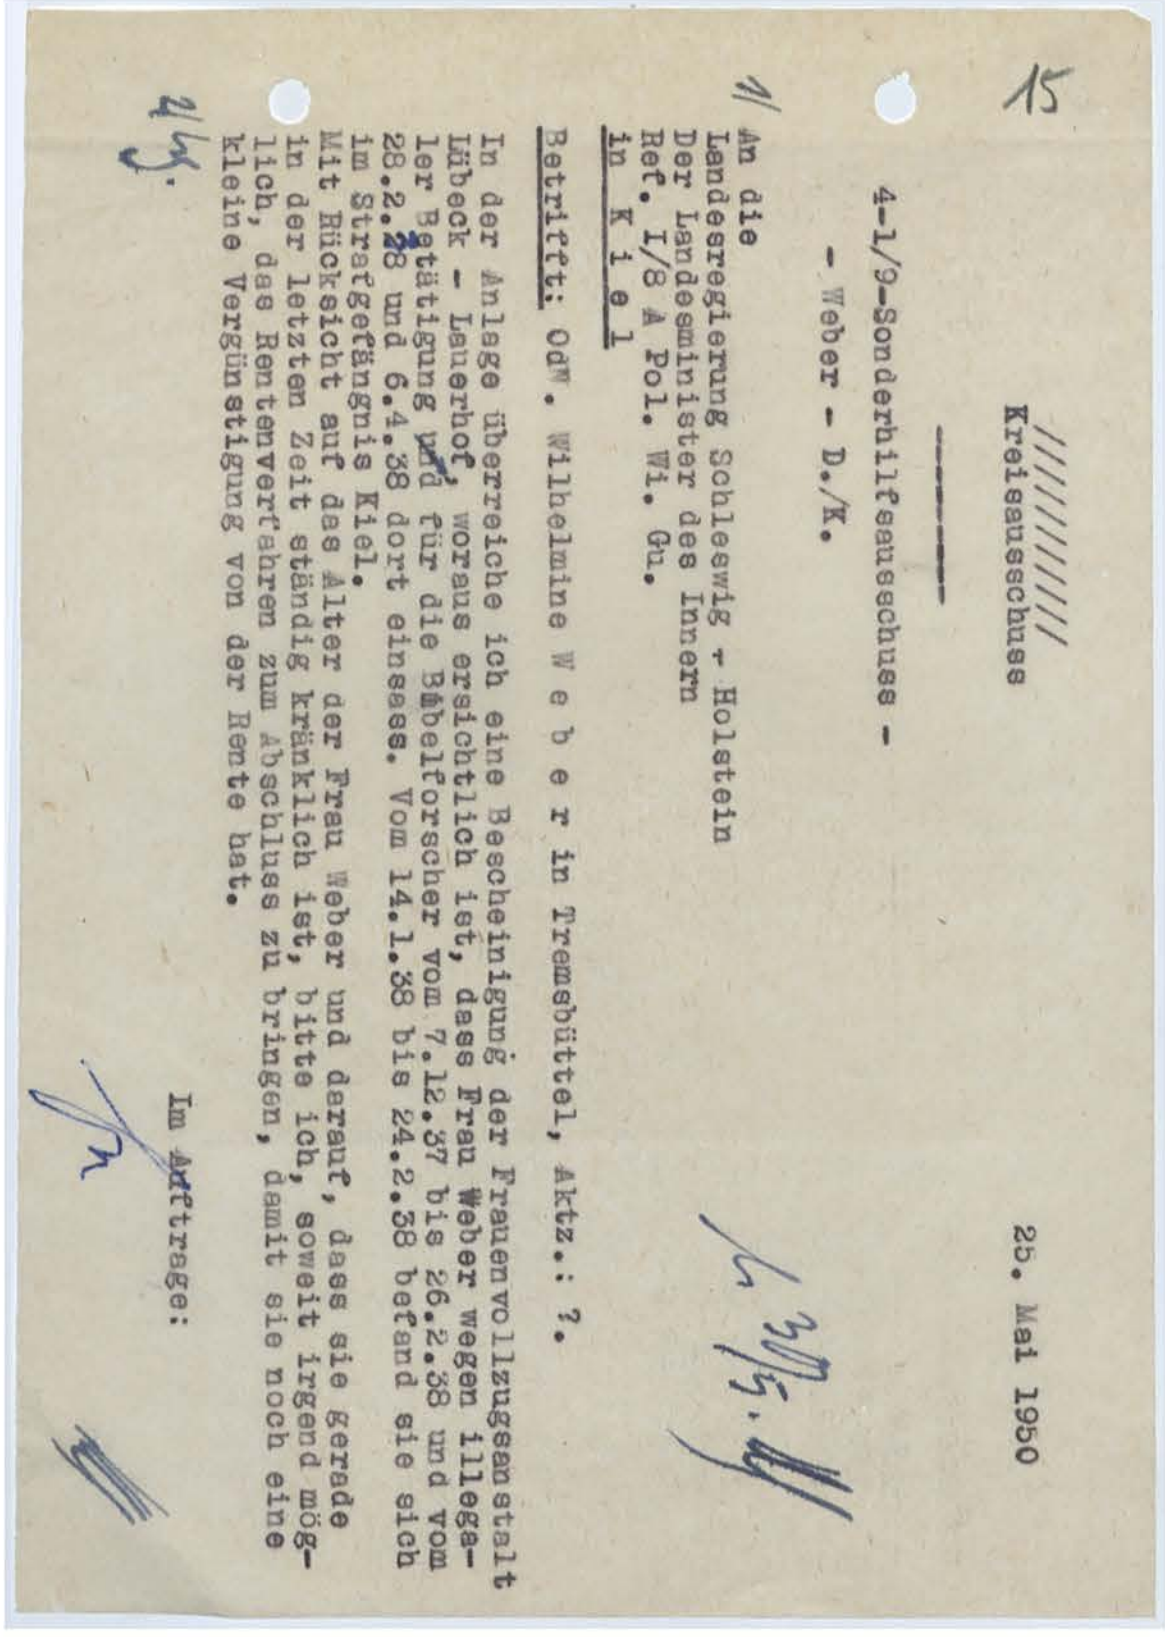 15
/////////////
Kreisausschuss
25. Mai 1950
-----------
4-1/9-Sonderhilfsausschuss -
- Weber - D./K.
1/ An die
Landesregierung Schleswig - Holstein
Der Landesminister des Innern
Ref. I/8 A Pol. Wi. Gu.
in K i e l
30/5.
Betrifft: OdN. Wilhelmine W e b e r in Tremsbüttel, Aktz.: ?.
In der Anlage überreiche ich eine Bescheinigung der Frauenvollzugsanstalt
Lübeck - Lauerhof, woraus ersichtlich ist, dass Frau Weber wegen illega-
ler Betätigung für die Bibelforscher vom 7.12.37 bis 26.2.38 und vom
28.2.38 und 6.4.38 dort einsass. Vom 14.1.38 bis 24.2.38 befand sie sich
im Strafgefängnis Kiel.
Mit Rücksicht auf das Alter der Frau Weber und darauf, dass sie gerade
in der letzten Zeit ständig kränklich ist, bitte ich, soweit irgend mög-
lich, das Rentenverfahren zum Abschluss zu bringen, damit sie noch eine
kleine Vergünstigung von der Rente hat.
2/
Im Auftrage: